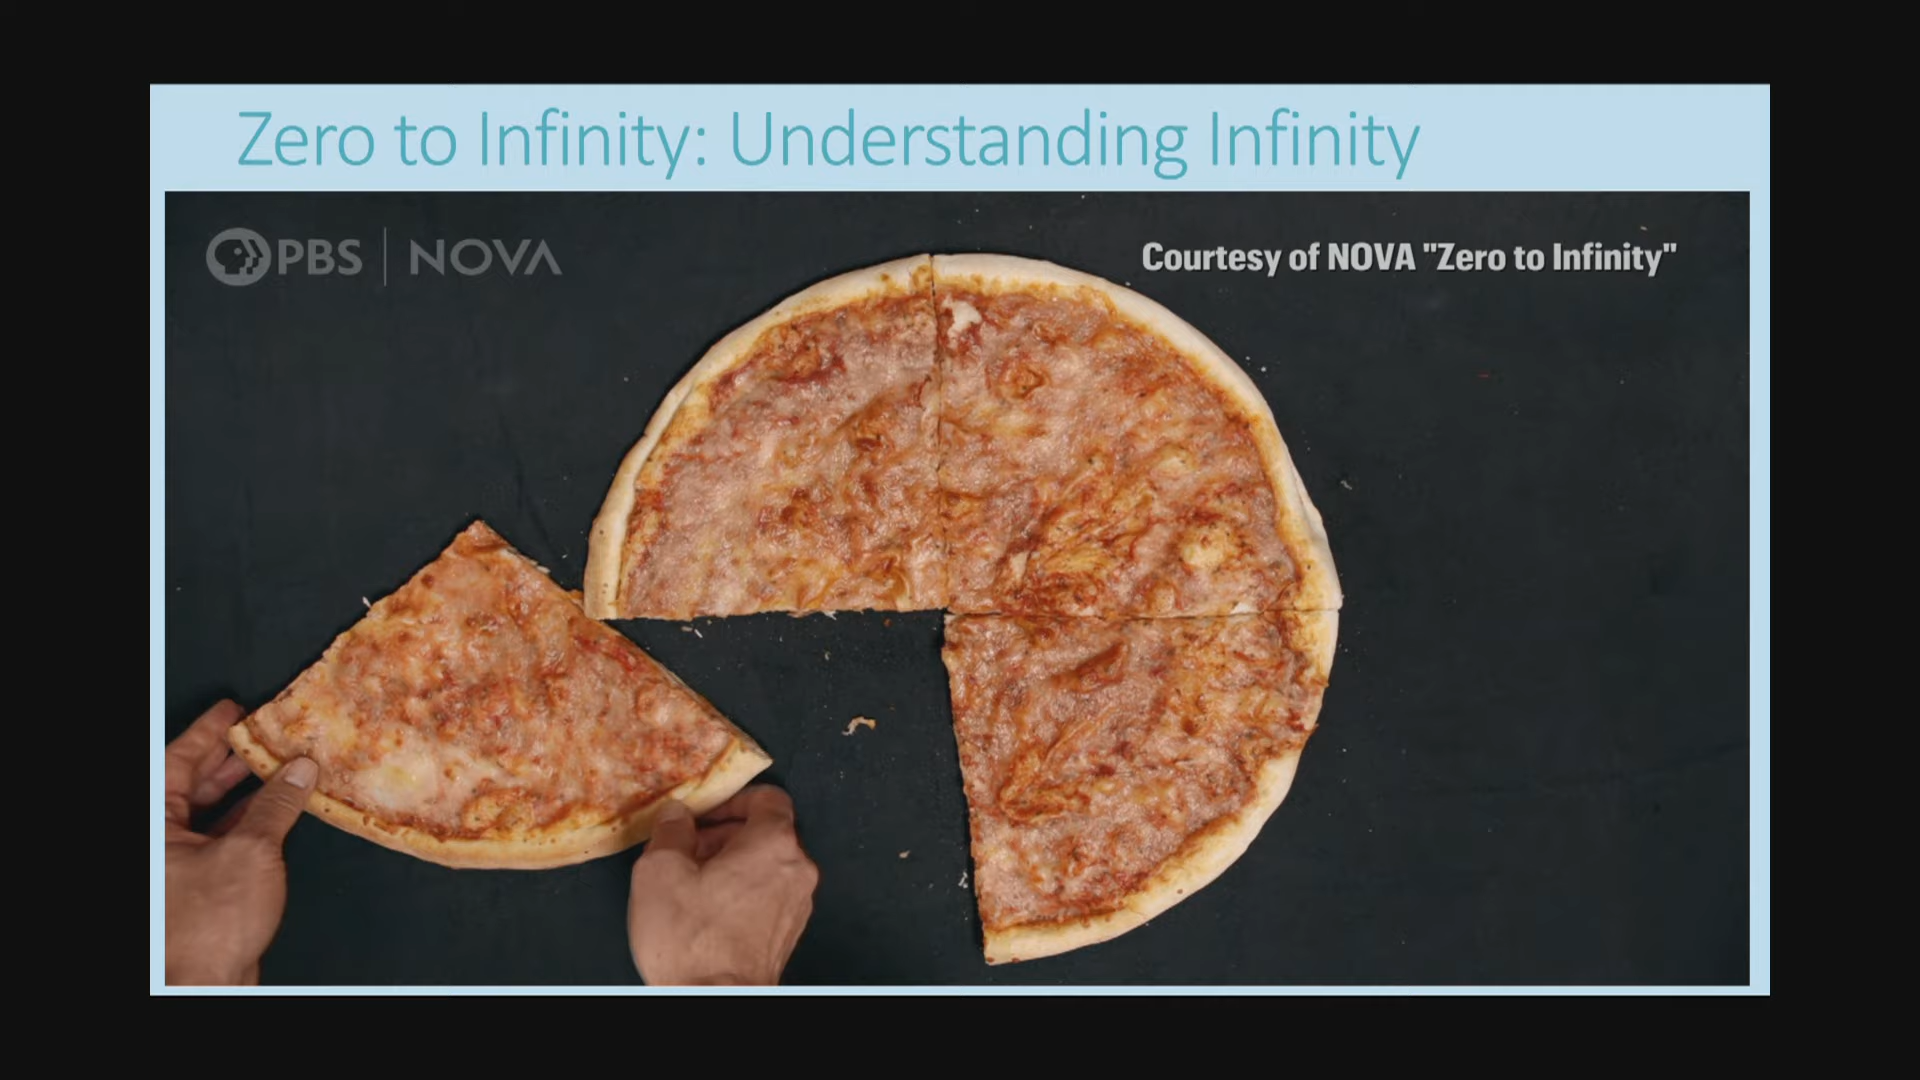 Zero to Infinity: Understanding Infinity
PBS | NOVA
Courtesy of NOVA "Zero to Infinity"